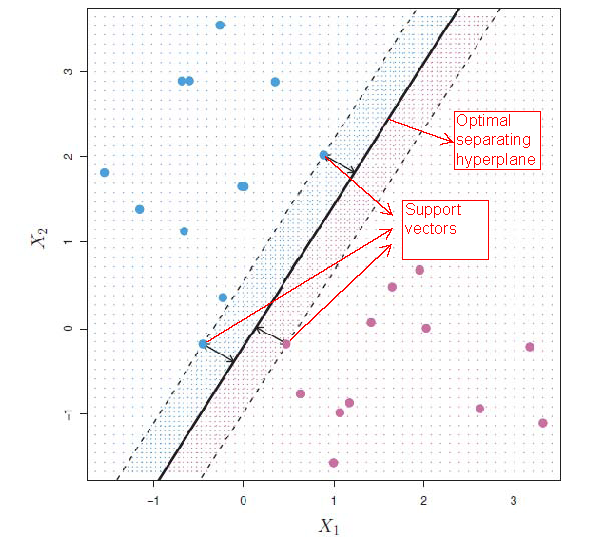 3
2
1
0
−1
X2
Optimal
separating
hyperplane
Support
vectors
−1
0
1
2
3
X1